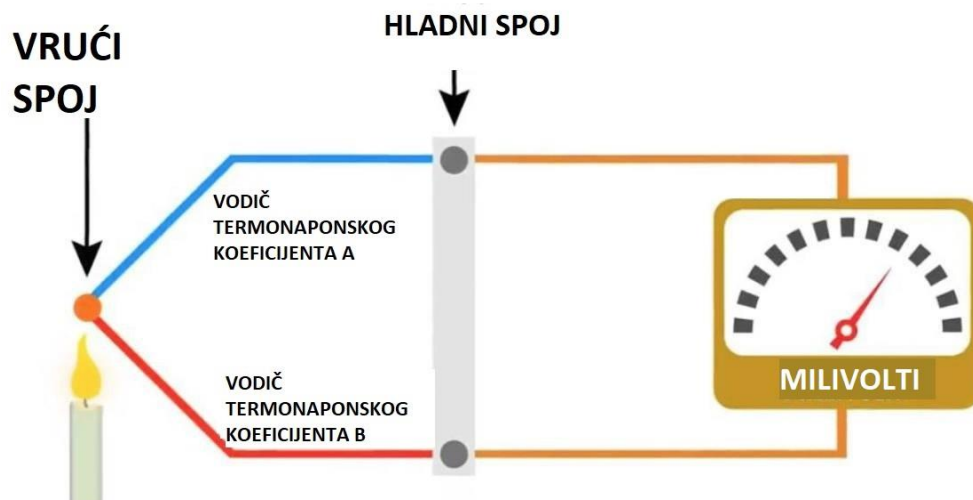 VRUĆI
SPOJ
HLADNI SPOJ
VODIČ
TERMONAPONSKOG
KOEFICIJENTA A
VODIČ
TERMONAPONSKOG
KOEFICIJENTA B
MILIVOLTI